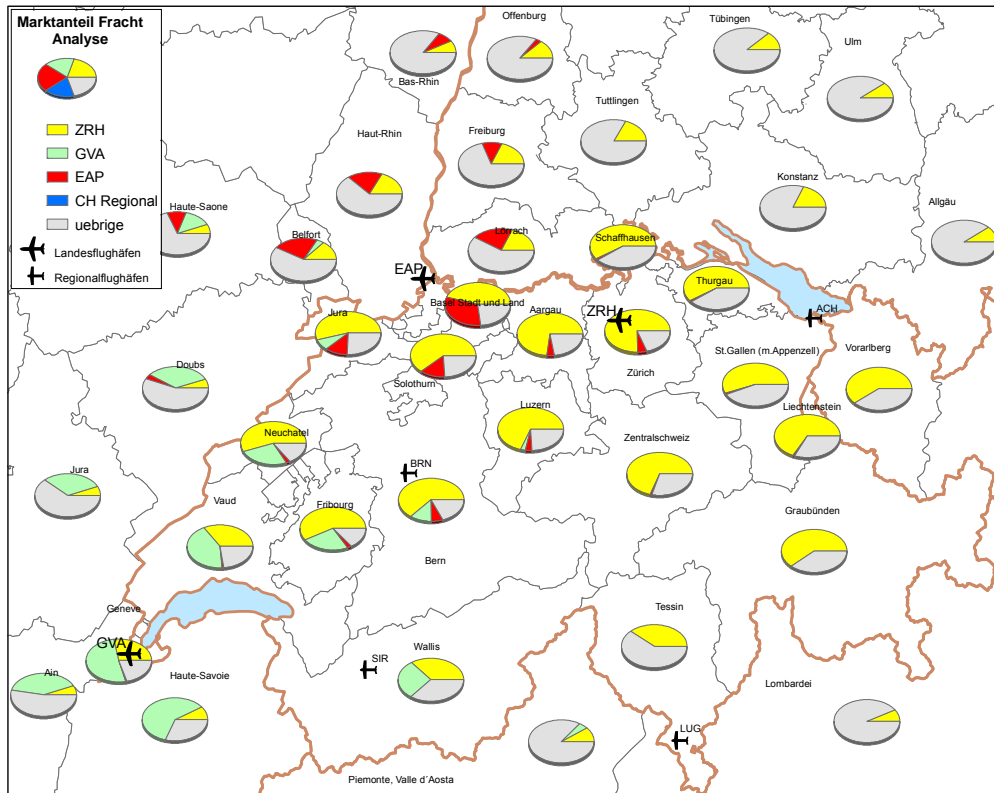 Marktanteil Fracht
Analyse
ZRH
GVA
EAP
CH Regional
uebrige
Landesflughäfen
Regionalflughäfen
Offenburg
Tübingen
Ulm
Bas-Rhin
Tuttlingen
Haut-Rhin
Freiburg
Konstanz
Haute-Saone
Allgäu
Belfort
Lörrach
Schaffhausen
EAP
Thurgau
Basel Stadt und Land
Jura
Aargau
ZRH
ACH
Doubs
Solothurn
Zürich
St.Gallen (m.Appenzell)
Vorarlberg
Luzern
Liechtenstein
Neuchatel
Zentralschweiz
Jura
BRN
Vaud
Fribourg
Graubünden
Bern
Geneve
Tessin
GVA
Ain
Haute-Savoie
SIR
Wallis
Lombardei
LUG
Piemonte, Valle d´Aosta